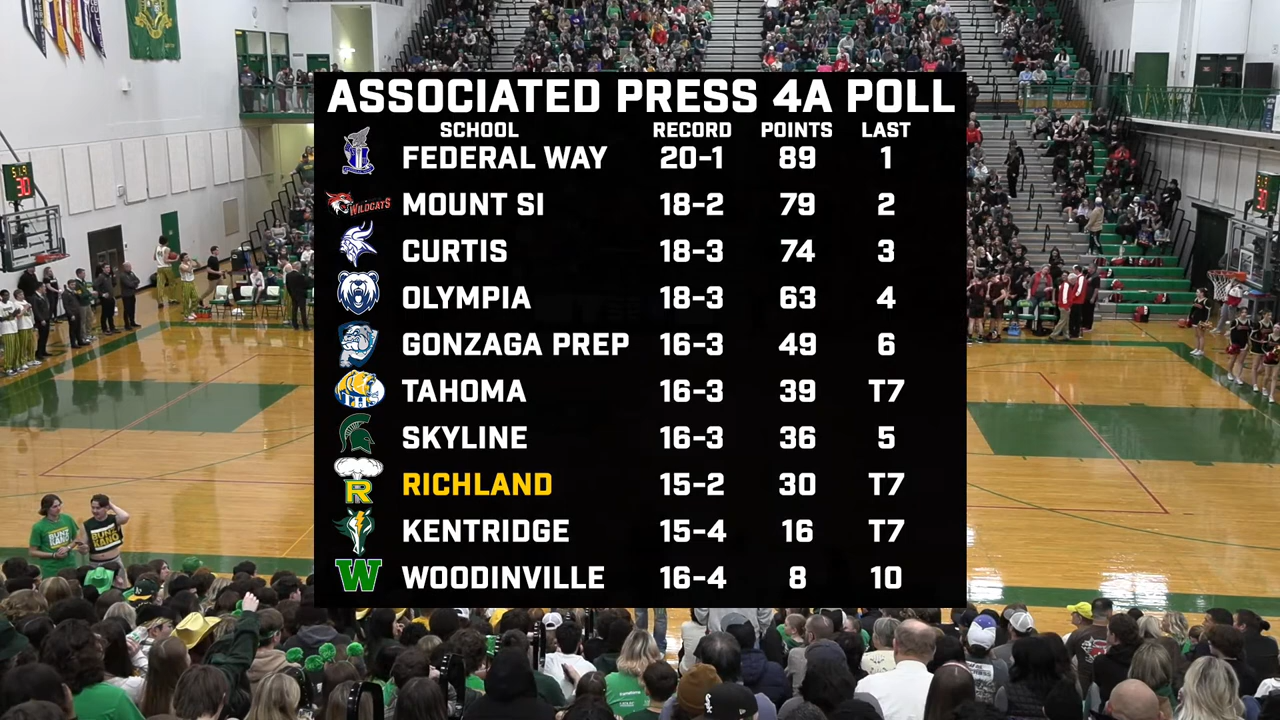 ASSOCIATED PRESS 4A POLL
SCHOOL RECORD POINTS LAST
FEDERAL WAY 20-1 89 1
WILDCATS MOUNT SI 18-2 79 2
CURTIS 18-3 74 3
OLYMPIA 18-3 63 4
GONZAGA PREP 16-3 49 6
TAHOMA 16-3 39 T7
SKYLINE 16-3 36 5
R RICHLAND 15-2 30 T7
KENTRIDGE 15-4 16 T7
W WOODINVILLE 16-4 8 10